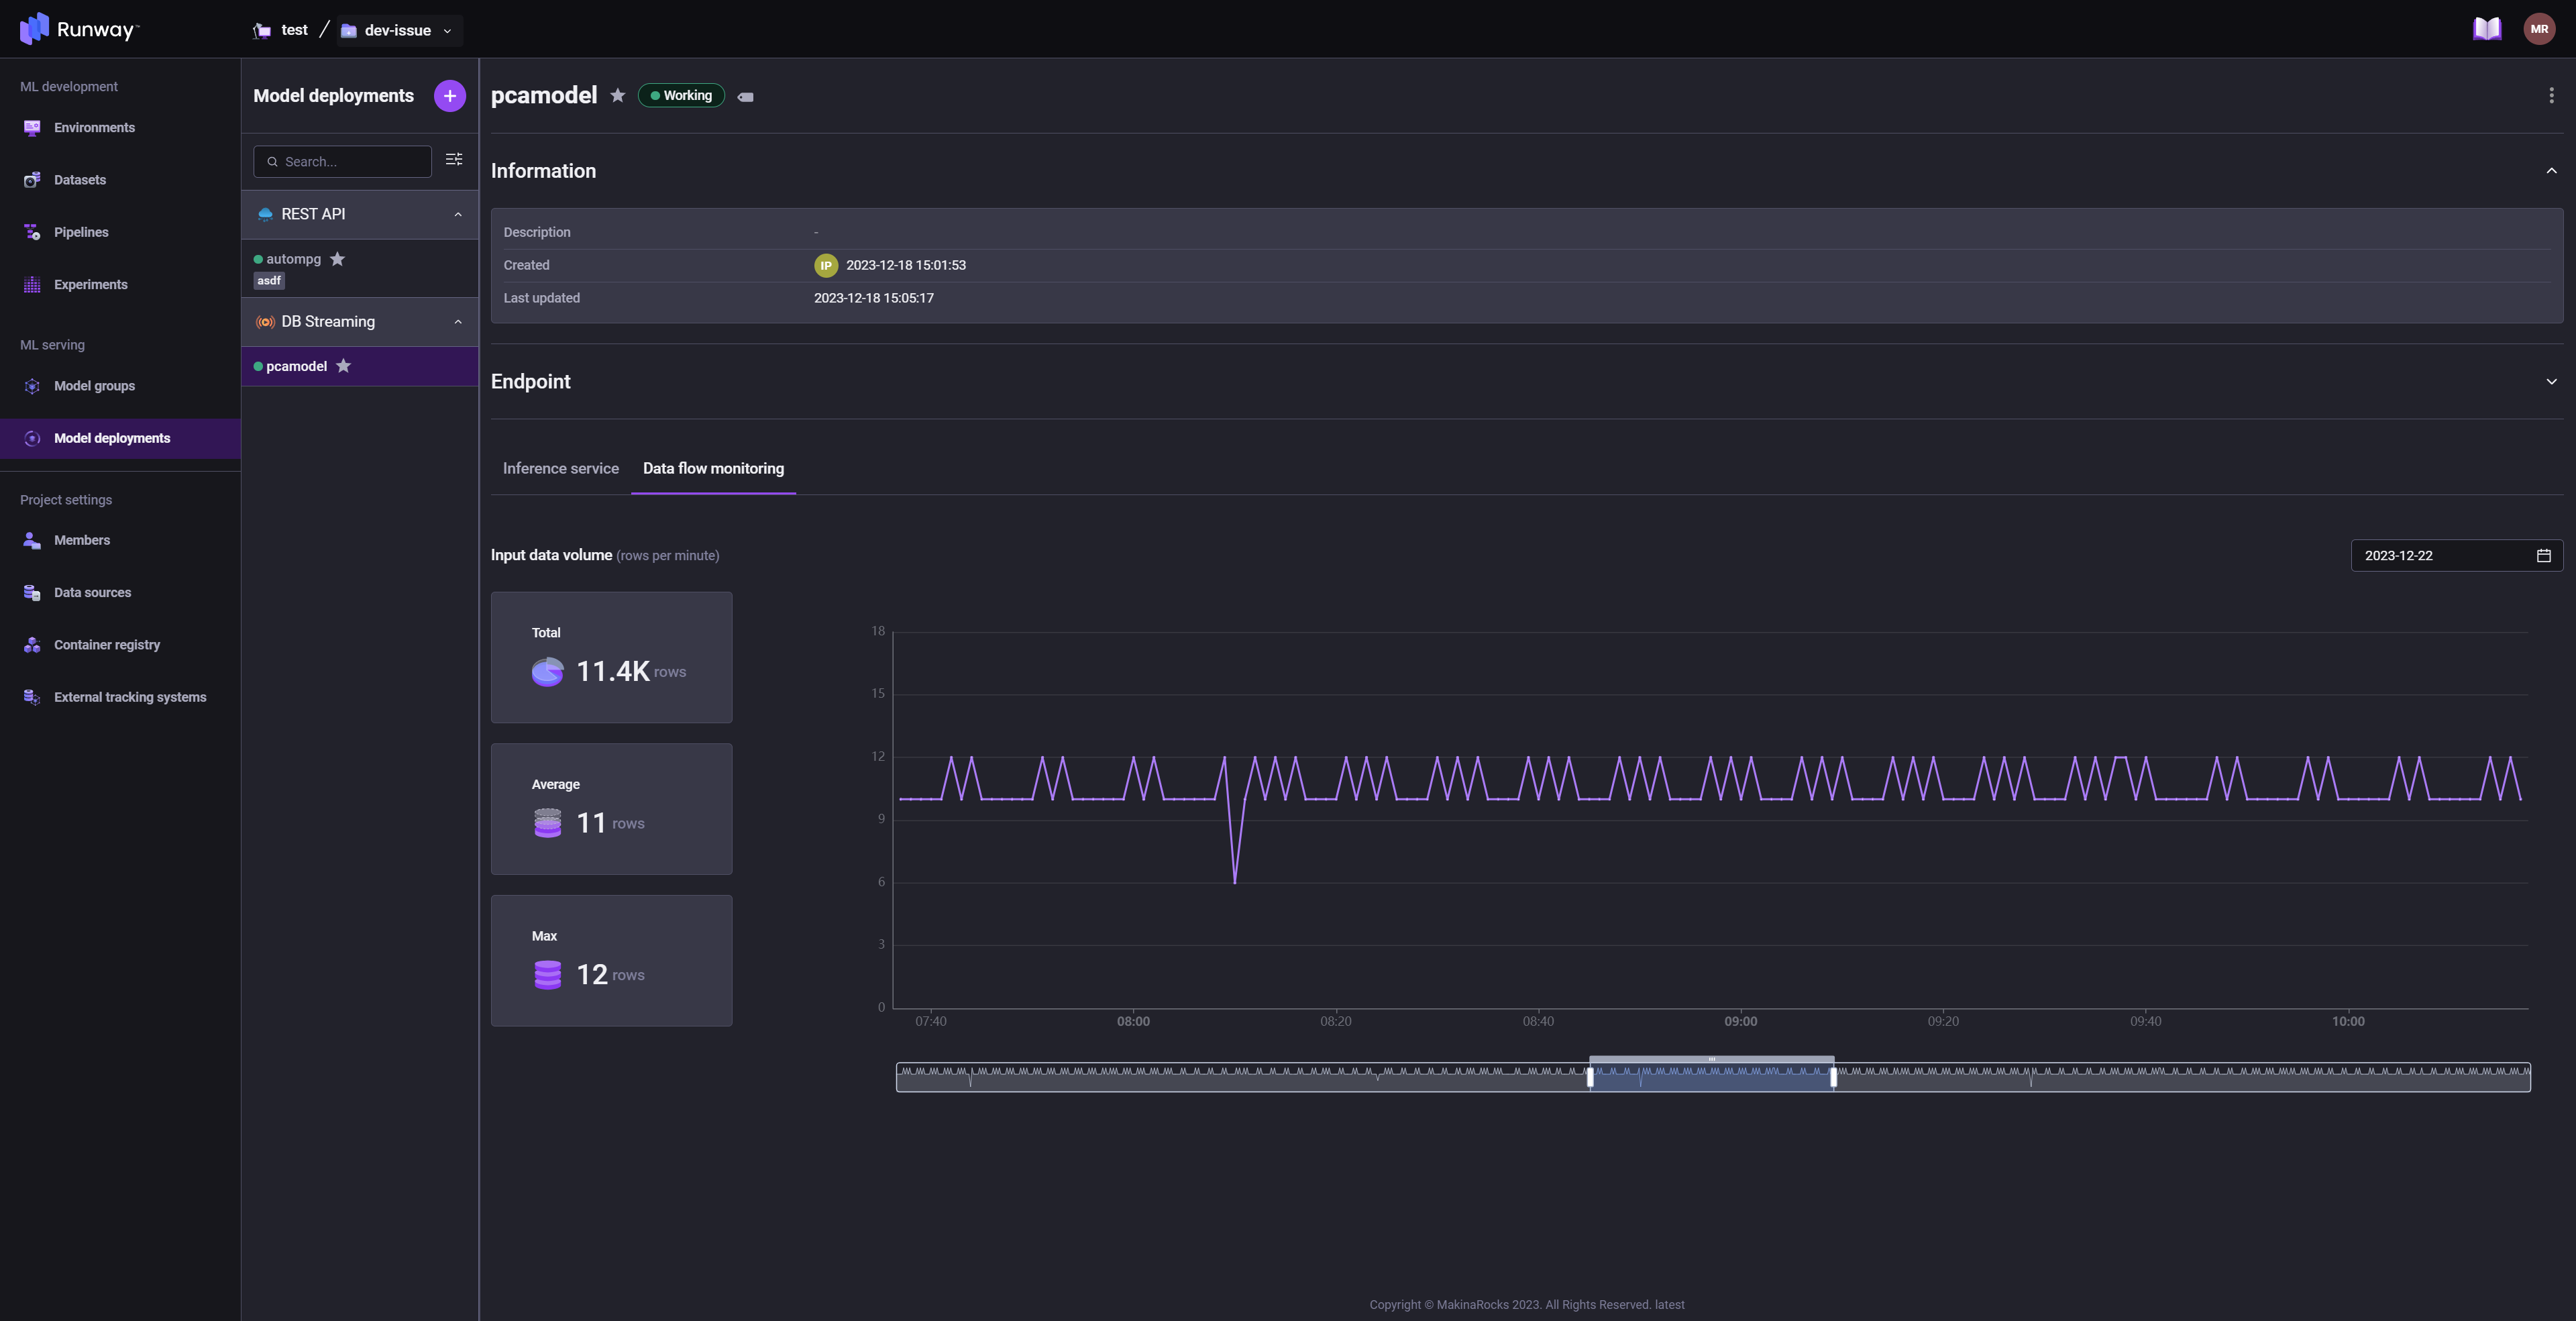 Runway™
test / dev-issue
MR
ML development
Environments
Datasets
Pipelines
Experiments
ML serving
Model groups
Model deployments
Project settings
Members
Data sources
Container registry
External tracking systems
Model deployments
Search...
REST API
autompg
asdf
DB Streaming
pcamodel
pcamodel Working
Information
Description -
Created IP 2023-12-18 15:01:53
Last updated 2023-12-18 15:05:17
Endpoint
Inference service Data flow monitoring
Input data volume (rows per minute) 2023-12-22
Total
11.4K rows
Average
11 rows
Max
12 rows
18
15
12
9
6
3
0
07:40 08:00 08:20 08:40 09:00 09:20 09:40 10:00
Copyright © MakinaRocks 2023. All Rights Reserved. latest